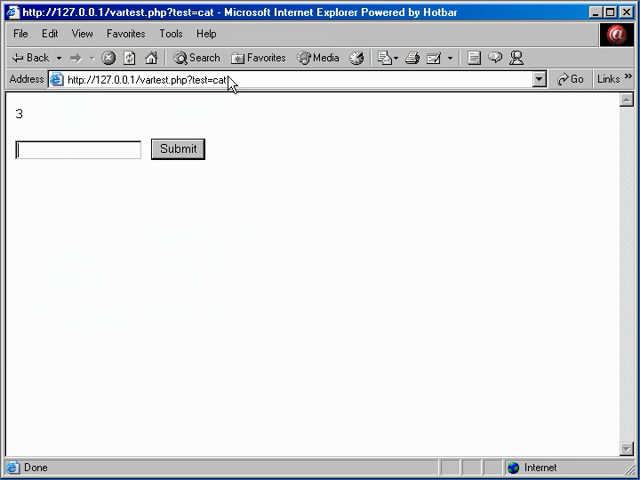 http://127.0.0.1/vartest.php?test=cat - Microsoft Internet Explorer Powered by Hotbar
File Edit View Favorites Tools Help
Back Search Favorites Media
Address http://127.0.0.1/vartest.php?test=cat Go Links »
3
Submit
Done Internet